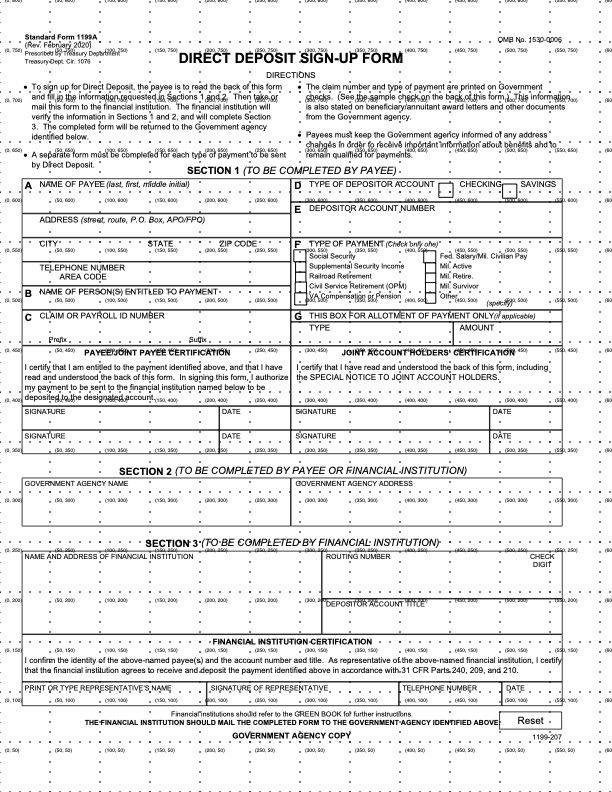 Standard Form 1199A
(Rev. February 2020)
Prescribed by Treasury Department
Treasury Dept. Cir. 1076
OMB No. 1530-0006
DIRECT DEPOSIT SIGN-UP FORM
DIRECTIONS
• To sign up for Direct Deposit, the payee is to read the back of this form
and fill in the information requested in Sections 1 and 2. Then take or
mail this form to the financial institution. The financial institution will
verify the information in Sections 1 and 2, and will complete Section
3. The completed form will be returned to the Government agency
identified below.
• A separate form must be completed for each type of payment to be sent
by Direct Deposit.
• The claim number and type of payment are printed on Government
checks. (See the sample check on the back of this form.) This information
is also stated on beneficiary/annuitant award letters and other documents
from the Government agency.
• Payees must keep the Government agency informed of any address
changes in order to receive important information about benefits and to
remain qualified for payments.
SECTION 1 (TO BE COMPLETED BY PAYEE)
A NAME OF PAYEE (last, first, middle initial)
ADDRESS (street, route, P.O. Box, APO/FPO)
CITY STATE ZIP CODE
TELEPHONE NUMBER
AREA CODE
B NAME OF PERSON(S) ENTITLED TO PAYMENT
C CLAIM OR PAYROLL ID NUMBER
Prefix Suffix
D TYPE OF DEPOSITOR ACCOUNT CHECKING SAVINGS
E DEPOSITOR ACCOUNT NUMBER
F TYPE OF PAYMENT (Check only one)
Social Security Fed. Salary/Mil. Civilian Pay
Supplemental Security Income Mil. Active
Railroad Retirement Mil. Retire.
Civil Service Retirement (OPM) Mil. Survivor
VA Compensation or Pension Other
(specify)
G THIS BOX FOR ALLOTMENT OF PAYMENT ONLY (if applicable)
TYPE AMOUNT
PAYEE/JOINT PAYEE CERTIFICATION
I certify that I am entitled to the payment identified above, and that I have
read and understood the back of this form. In signing this form, I authorize
my payment to be sent to the financial institution named below to be
deposited to the designated account.
JOINT ACCOUNT HOLDERS' CERTIFICATION
I certify that I have read and understood the back of this form, including
the SPECIAL NOTICE TO JOINT ACCOUNT HOLDERS.
SIGNATURE DATE SIGNATURE DATE
SIGNATURE DATE SIGNATURE DATE
SECTION 2 (TO BE COMPLETED BY PAYEE OR FINANCIAL INSTITUTION)
GOVERNMENT AGENCY NAME GOVERNMENT AGENCY ADDRESS
SECTION 3 (TO BE COMPLETED BY FINANCIAL INSTITUTION)
NAME AND ADDRESS OF FINANCIAL INSTITUTION ROUTING NUMBER CHECK
DIGIT
DEPOSITOR ACCOUNT TITLE
FINANCIAL INSTITUTION CERTIFICATION
I confirm the identity of the above-named payee(s) and the account number and title. As representative of the above-named financial institution, I certify
that the financial institution agrees to receive and deposit the payment identified above in accordance with 31 CFR Parts 240, 209, and 210.
PRINT OR TYPE REPRESENTATIVE'S NAME SIGNATURE OF REPRESENTATIVE TELEPHONE NUMBER DATE
Financial institutions should refer to the GREEN BOOK for further instructions.
THE FINANCIAL INSTITUTION SHOULD MAIL THE COMPLETED FORM TO THE GOVERNMENT AGENCY IDENTIFIED ABOVE
Reset
GOVERNMENT AGENCY COPY
1199-207